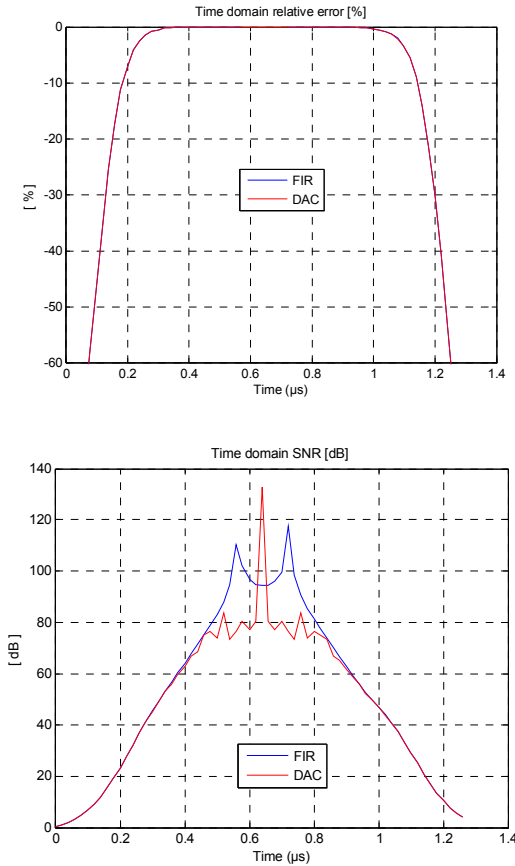 Time domain relative error [%]
0
-10
-20
-30
-40
-50
-60
[ %]
FIR
DAC
0 0.2 0.4 0.6 0.8 1 1.2 1.4
Time (µs)
Time domain SNR [dB]
140
120
100
80
60
40
20
0
[ dB]
FIR
DAC
0 0.2 0.4 0.6 0.8 1.0 1.2 1.4
Time (µs)